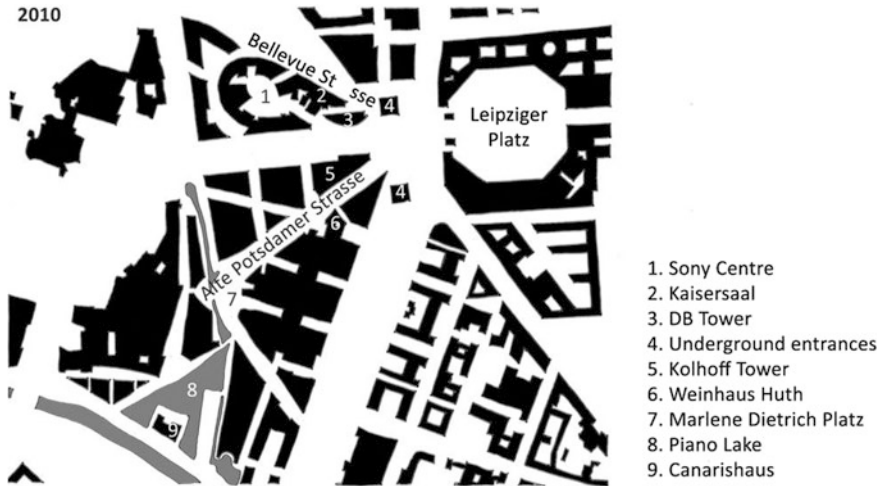 2010
Bellevue St sse
1
2
4
3
Leipziger
Platz
5
4
Alte Potsdamer Strasse
6
7
8
9
1. Sony Centre
2. Kaisersaal
3. DB Tower
4. Underground entrances
5. Kolhoff Tower
6. Weinhaus Huth
7. Marlene Dietrich Platz
8. Piano Lake
9. Canarishaus